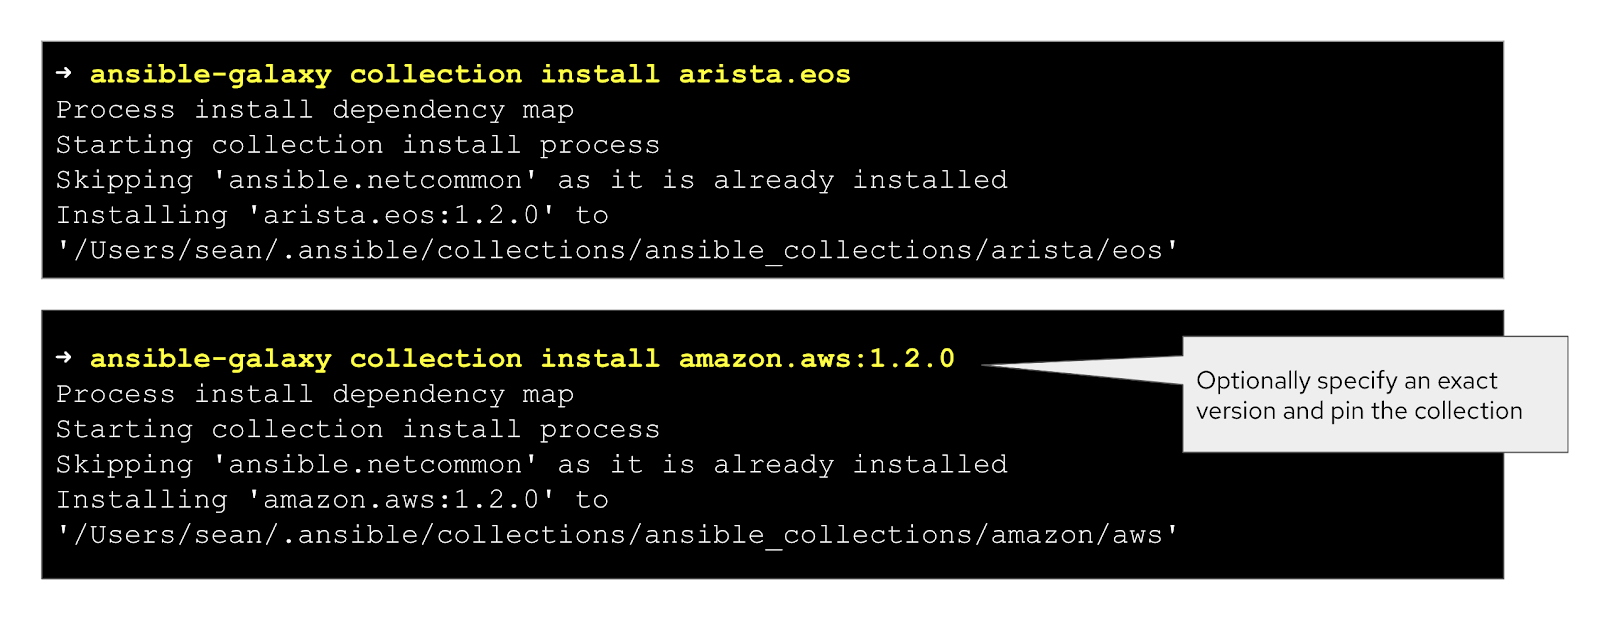 ➜ ansible-galaxy collection install arista.eos
Process install dependency map
Starting collection install process
Skipping 'ansible.netcommon' as it is already installed
Installing 'arista.eos:1.2.0' to
'/Users/sean/.ansible/collections/ansible_collections/arista/eos'
➜ ansible-galaxy collection install amazon.aws:1.2.0
Process install dependency map
Starting collection install process
Skipping 'ansible.netcommon' as it is already installed
Installing 'amazon.aws:1.2.0' to
'/Users/sean/.ansible/collections/ansible_collections/amazon/aws'
Optionally specify an exact
version and pin the collection